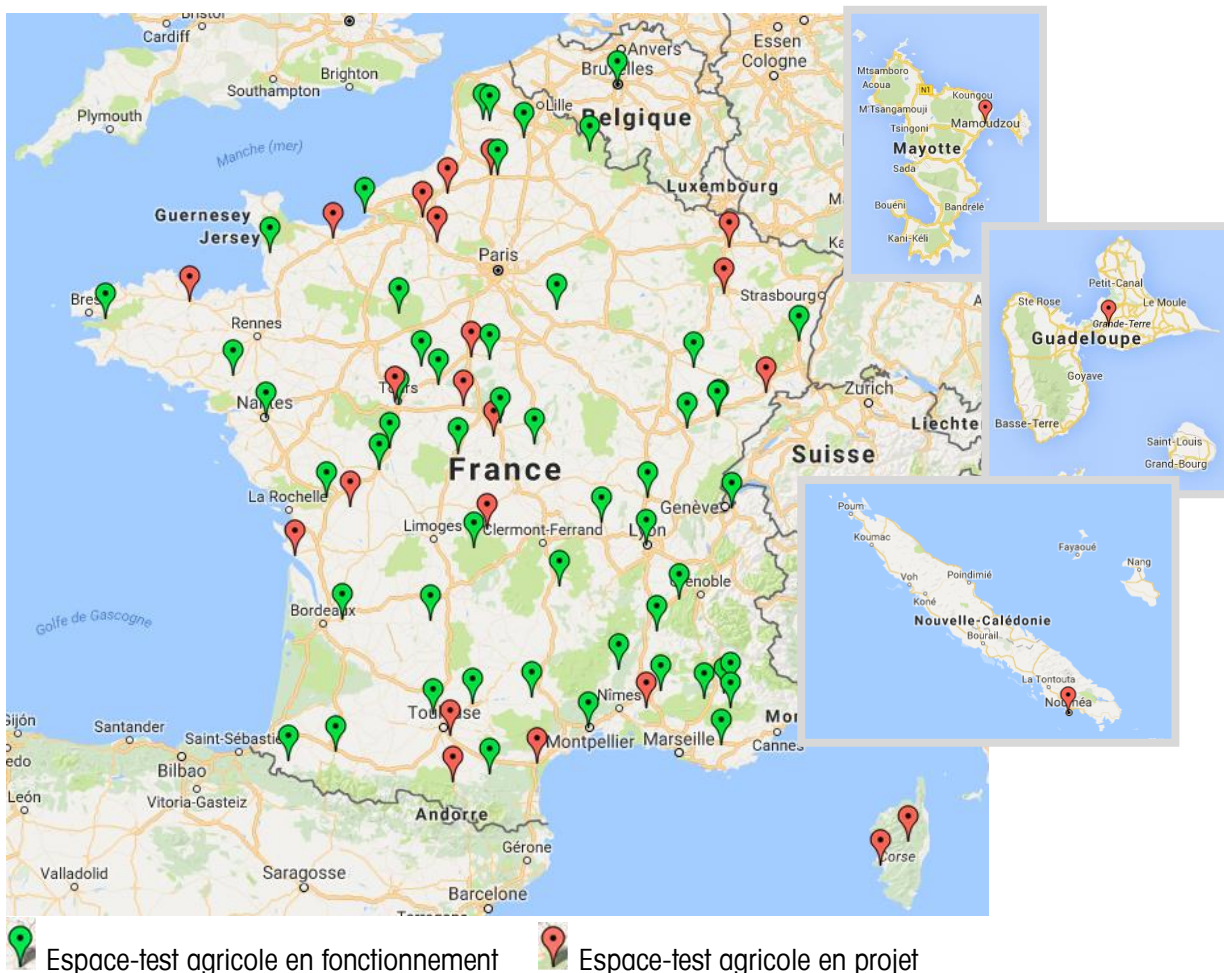 Bristol
Cardiff
Plymouth
Southampton
Brighton
Manche (mer)
Guernesey
Jersey
Anvers
Bruxelles
Lille
Belgique
Essen
Cologne
Luxembourg
Paris
Strasbourg
Rennes
Nantes
Tours
La Rochelle
France
Limoges
Clermont-Ferrand
Lyon
Genève
Suisse
Zurich
Liechte
Grenoble
Bordeaux
Golfe de Gascogne
Toulouse
Nîmes
Montpellier
Marseille
Cannes
Gijón
Santander
Saint-Sébastien
Bilbao
Vitoria-Gasteiz
León
Andorre
Gérone
Saragosse
Valladolid
Barcelone
Corse
Mtsamboro
Acoua
M'Tsangamouji
Tsingoni
N1
Koungou
Mamoudzou
Mayotte
Sada
Bouéni
Bandrelé
Kani-Kéli
Petit-Canal
Ste Rose
Le Moule
Grande-Terre
Guadeloupe
Goyave
Basse-Terre
Saint-Louis
Grand-Bourg
Poum
Koumac
Fayaoué
Nang
Voh
Poindimié
Koné
Nouvelle-Calédonie
Bourail
La Tontouta
Nouméa
Espace-test agricole en fonctionnement
Espace-test agricole en projet